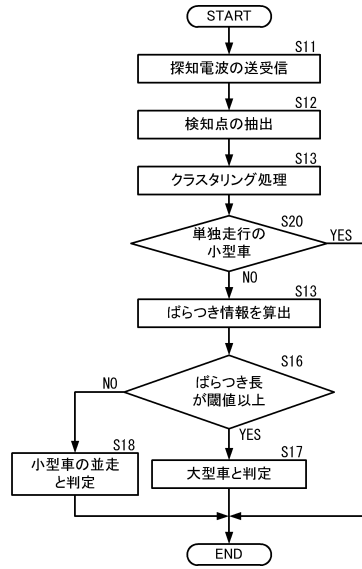 START
S11
探知電波の送受信
S12
検知点の抽出
S13
クラスタリング処理
S20
単独走行の
小型車
YES
NO
S13
ばらつき情報を算出
S16
ばらつき長
が閾値以上
NO
YES
S18
小型車の並走
と判定
S17
大型車と判定
END